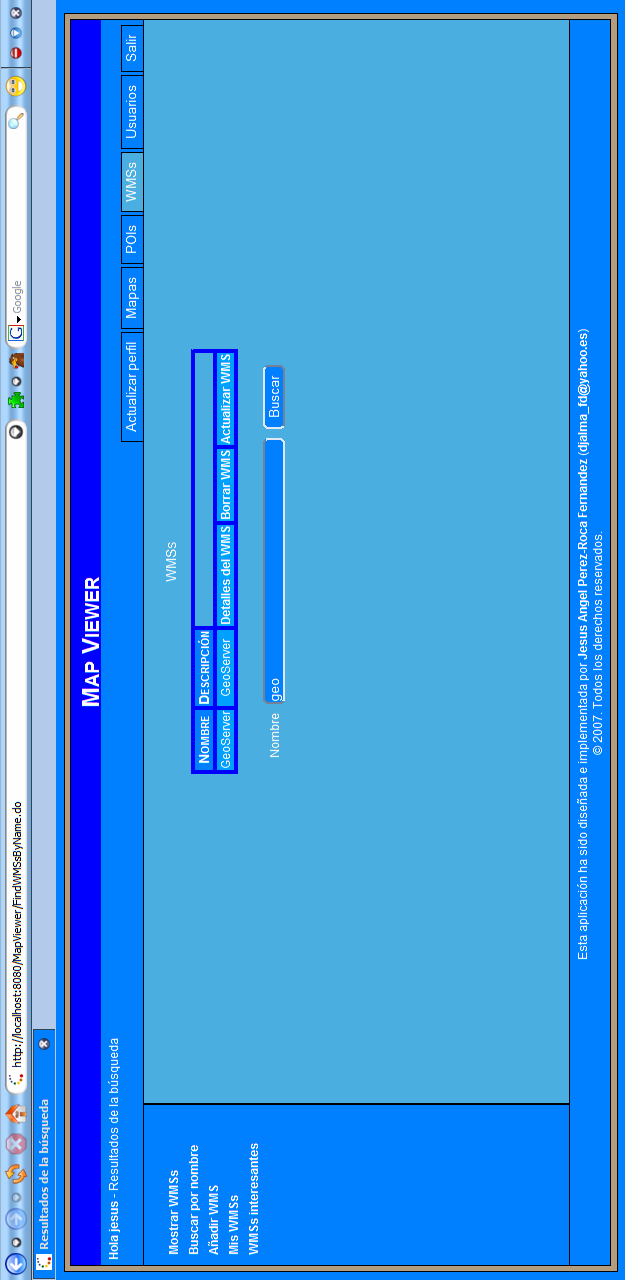 http://localhost:8080/MapViewer/FindWMSsByName.do
Google
Resultados de la búsqueda
MAP VIEWER
Hola jesus - Resultados de la búsqueda
Actualizar perfil Mapas POIs WMSs Usuarios Salir
Mostrar WMSs
Buscar por nombre
Añadir WMS
Mis WMSs
WMSs interesantes
WMSs
NOMBRE DESCRIPCIÓN
GeoServer GeoServer Detalles del WMS Borrar WMS Actualizar WMS
Nombre geo Buscar
Esta aplicación ha sido diseñada e implementada por Jesus Angel Perez-Roca Fernandez (djalma_fd@yahoo.es)
© 2007. Todos los derechos reservados.